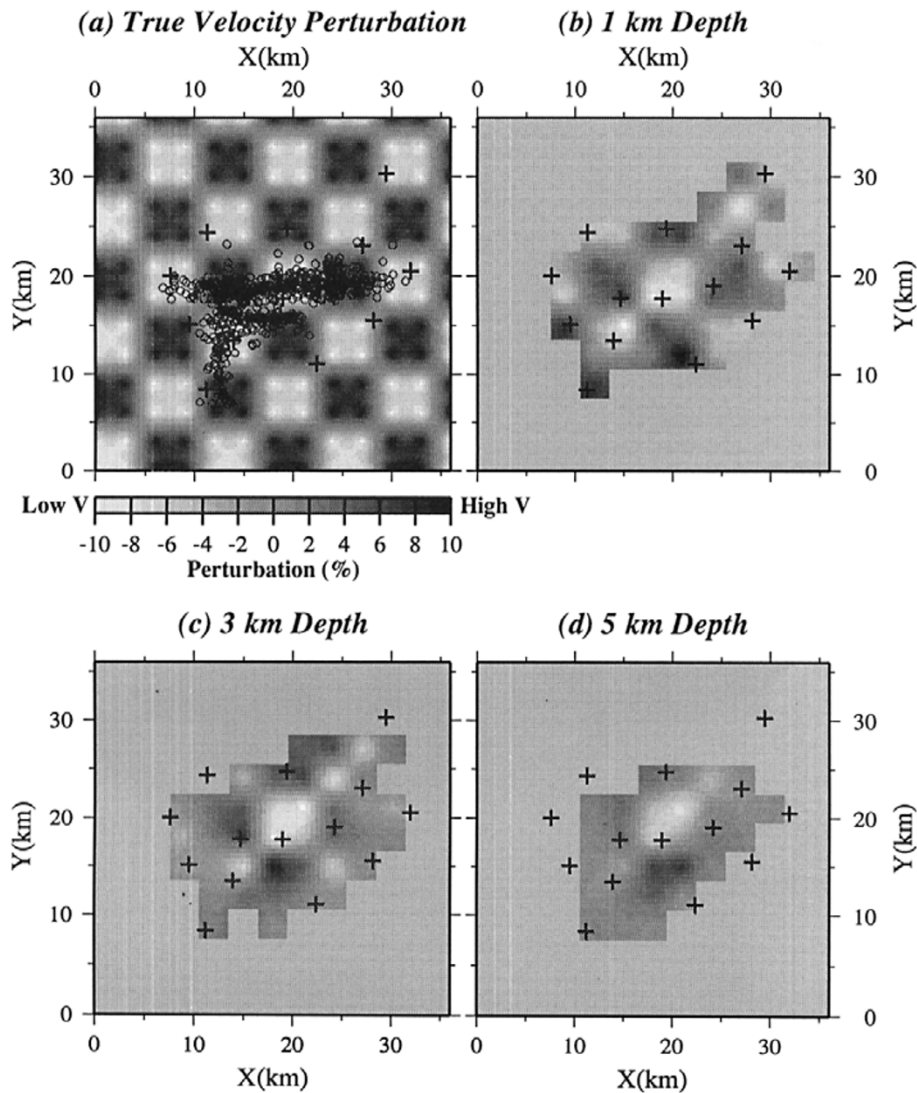 (a) True Velocity Perturbation
X(km)
0 10 20 30
Y(km)
30
20
10
0
(b) 1 km Depth
X(km)
0 10 20 30
30
20
10
0
Y(km)
Low V
High V
-10 -8 -6 -4 -2 0 2 4 6 8 10
Perturbation (%)
(c) 3 km Depth
Y(km)
30
20
10
0
0 10 20 30
X(km)
(d) 5 km Depth
30
20
10
0
Y(km)
0 10 20 30
X(km)